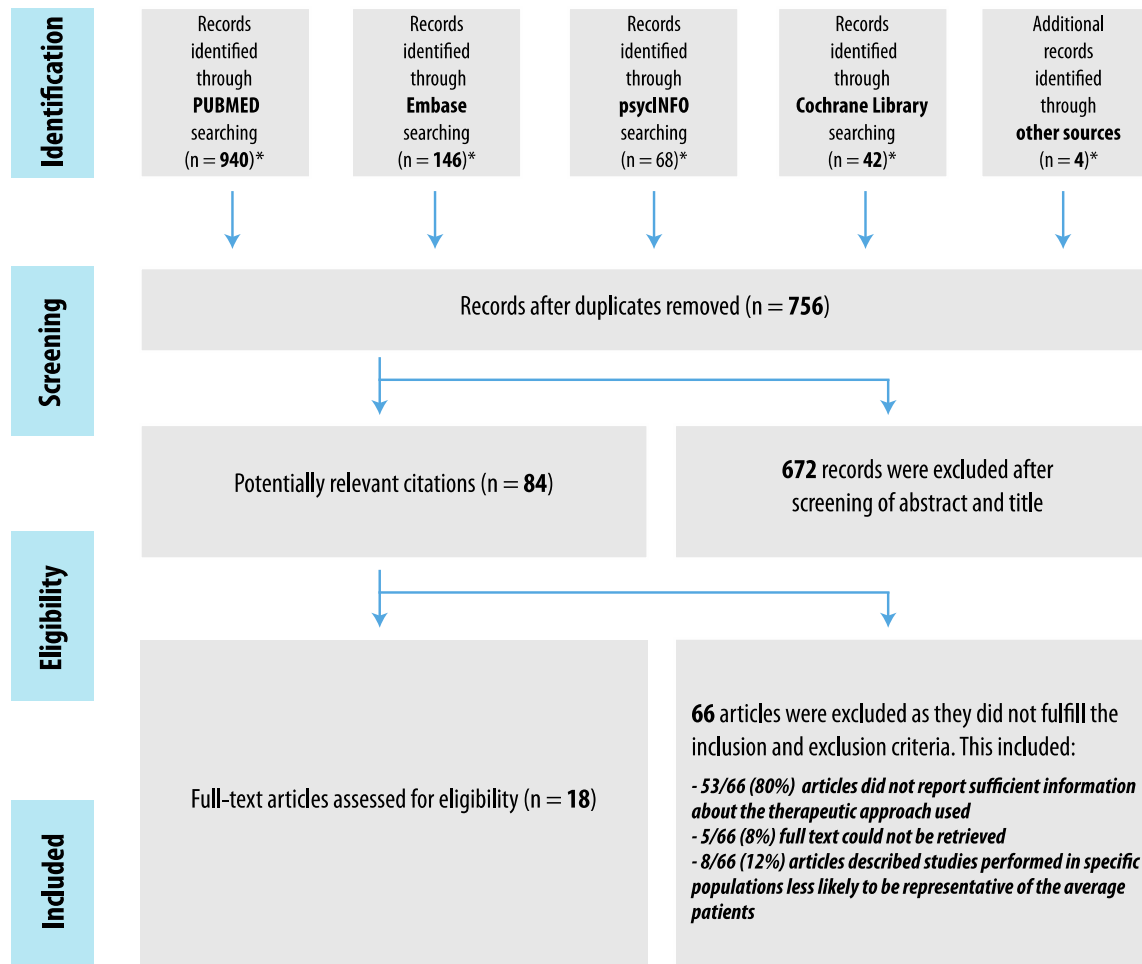 Identification
Records
identified
through
PUBMED
searching
(n = 940)*
Records
identified
through
Embase
searching
(n = 146)*
Records
identified
through
psycINFO
searching
(n = 68)*
Records
identified
through
Cochrane Library
searching
(n = 42)*
Additional
records
identified
through
other sources
(n = 4)*
Screening
Records after duplicates removed (n = 756)
Potentially relevant citations (n = 84)
672 records were excluded after
screening of abstract and title
Eligibility
Full-text articles assessed for eligibility (n = 18)
66 articles were excluded as they did not fulfill the
inclusion and exclusion criteria. This included:
- 53/66 (80%) articles did not report sufficient information
about the therapeutic approach used
- 5/66 (8%) full text could not be retrieved
- 8/66 (12%) articles described studies performed in specific
populations less likely to be representative of the average
patients
Included